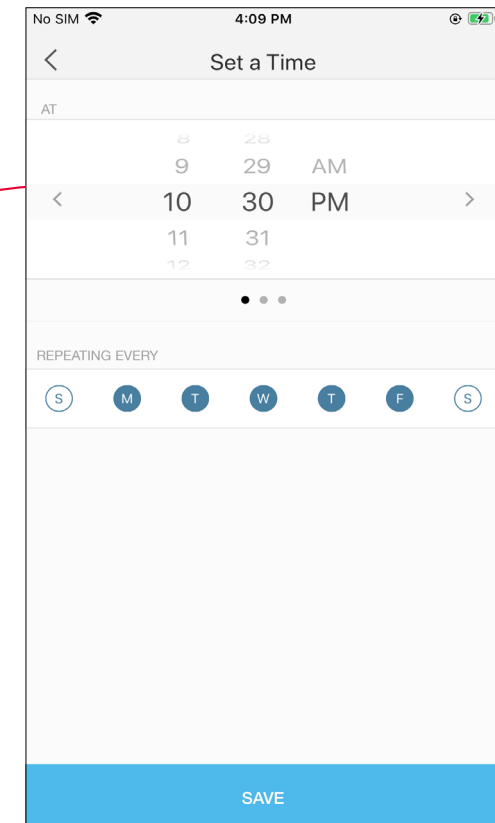 No SIM 4:09 PM
Set a Time
AT
8 28
9 29 AM
10 30 PM
11 31
12 32
REPEATING EVERY
S M T W T F S
SAVE